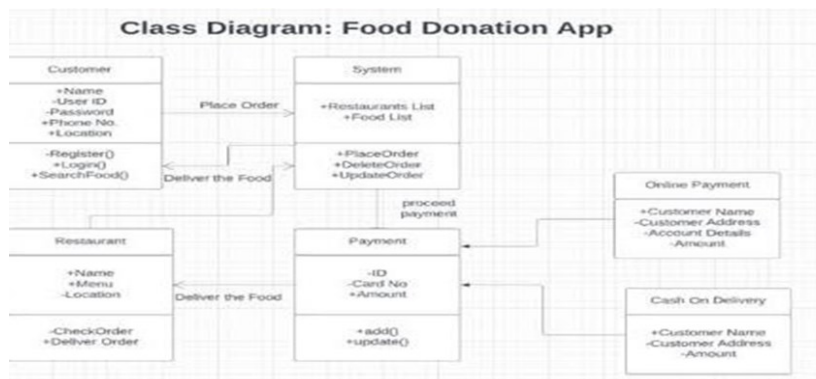 Class Diagram: Food Donation App
Customer
+Name
-User ID
-Password
+Phone No.
+Location
-Register()
+Login()
+SearchFood()
Place Order
System
+Restaurants List
+Food List
+PlaceOrder
+DeleteOrder
+UpdateOrder
Deliver the Food
proceed
payment
Online Payment
+Customer Name
-Customer Address
-Account Details
-Amount
Restaurant
+Name
+Menu
-Location
-CheckOrder
+Deliver Order
Deliver the Food
Payment
-ID
-Card No
+Amount
+add()
+update()
Cash On Delivery
+Customer Name
-Customer Address
-Amount